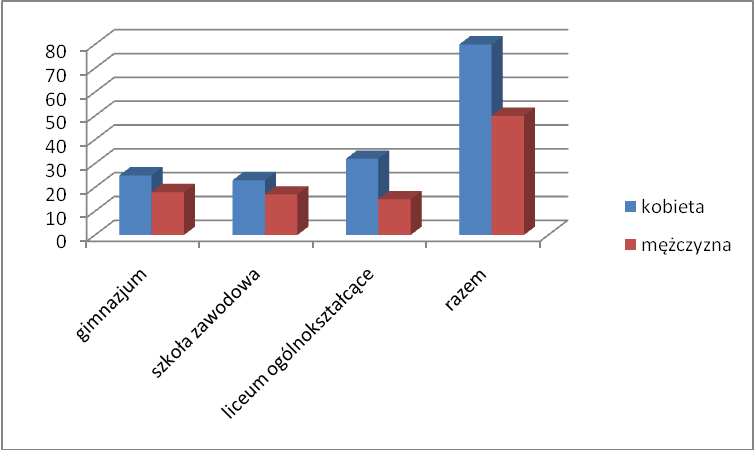 80
70
60
50
40
30
20
10
0
gimnazjum
szkoła zawodowa
liceum ogólnokształcące
razem
kobieta
mężczyzna